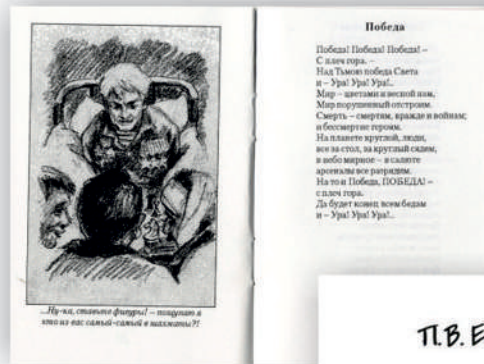 ...Ну-ка, ставьте фигуры! – пощупаю я
кто из вас самый-самый в шахматы?!
Победа
Победа! Победа! Победа! –
С плеч гора. –
Над Тьмою победа Света
и – Ура! Ура! Ура!..
Мир – цветами и весной нам,
Мир порушенный отстроим.
Смерть – смертям, вражде и войнам;
и бессмертие героям.
На планете круглой, люди,
все за стол, за круглый сядем,
в небо мирное – в салюте
арсеналы все разрядим.
На то и Победа, ПОБЕДА! –
с плеч гора.
Да будет конец всем бедам
и – Ура! Ура! Ура!..
П.В.Е